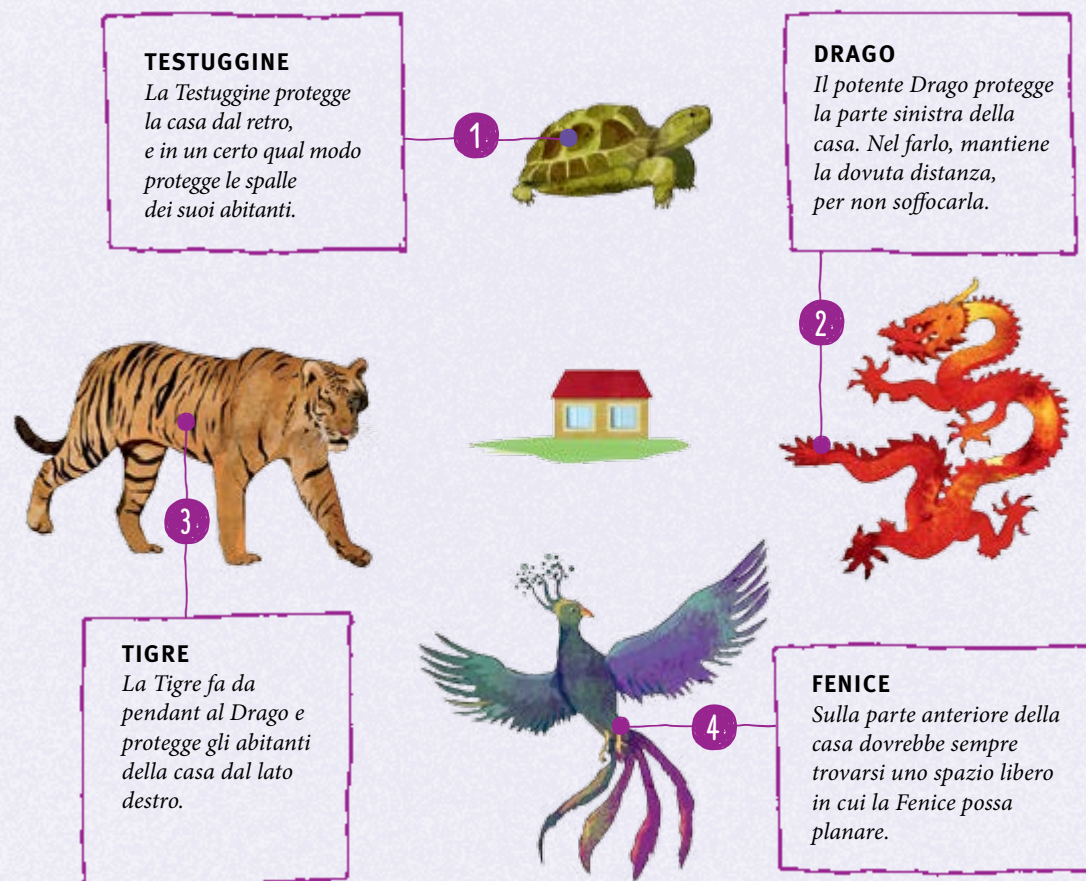 TESTUGGINE
La Testuggine protegge
la casa dal retro,
e in un certo qual modo
protegge le spalle
dei suoi abitanti.
1
DRAGO
Il potente Drago protegge
la parte sinistra della
casa. Nel farlo, mantiene
la dovuta distanza,
per non soffocarla.
2
3
TIGRE
La Tigre fa da
pendant al Drago e
protegge gli abitanti
della casa dal lato
destro.
4
FENICE
Sulla parte anteriore della
casa dovrebbe sempre
trovarsi uno spazio libero
in cui la Fenice possa
planare.